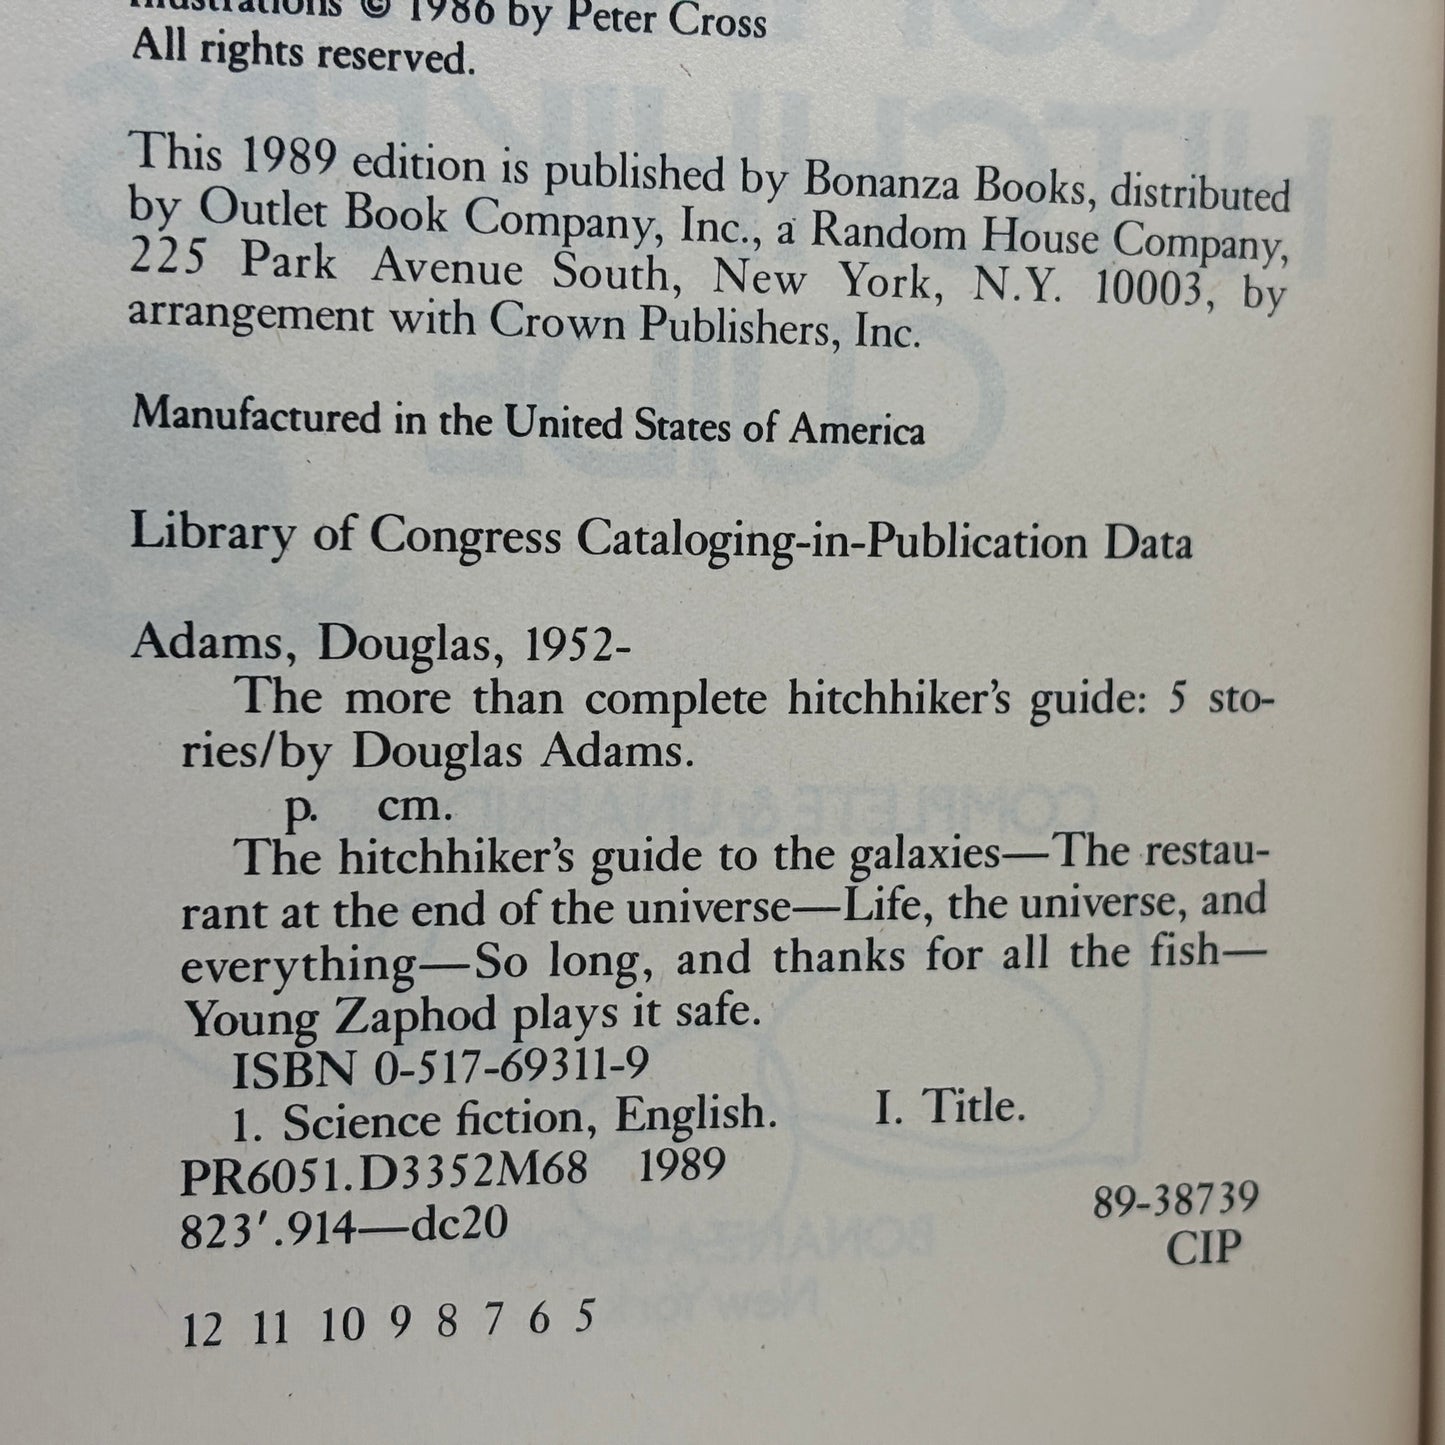 Illustrations © 1986 by Peter Cross
All rights reserved.
This 1989 edition is published by Bonanza Books, distributed
by Outlet Book Company, Inc., a Random House Company,
225 Park Avenue South, New York, N.Y. 10003, by
arrangement with Crown Publishers, Inc.
Manufactured in the United States of America
Library of Congress Cataloging-in-Publication Data
Adams, Douglas, 1952-
The more than complete hitchhiker's guide: 5 sto-
ries/by Douglas Adams.
p. cm.
The hitchhiker's guide to the galaxies—The restau-
rant at the end of the universe—Life, the universe, and
everything—So long, and thanks for all the fish—
Young Zaphod plays it safe.
ISBN 0-517-69311-9
1. Science fiction, English. I. Title.
PR6051.D3352M68 1989
823'.914—dc20
89-38739
CIP
12 11 10 9 8 7 6 5